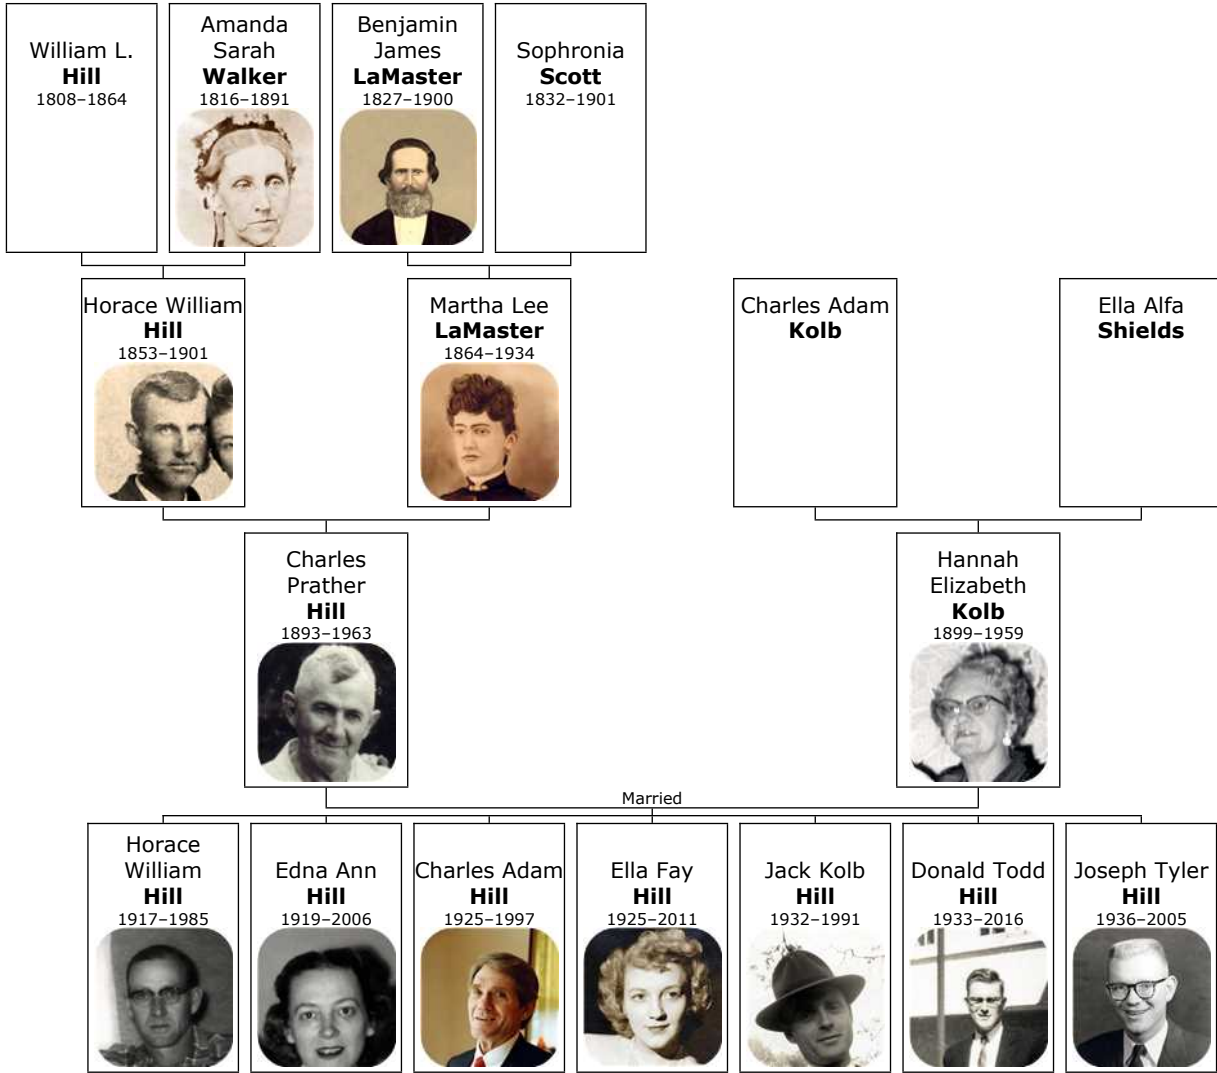 William L.
Hill
1808–1864
Amanda
Sarah
Walker
1816–1891
Benjamin
James
LaMaster
1827–1900
Sophronia
Scott
1832–1901
Horace William
Hill
1853–1901
Martha Lee
LaMaster
1864–1934
Charles Adam
Kolb
Ella Alfa
Shields
Charles
Prather
Hill
1893–1963
Hannah
Elizabeth
Kolb
1899–1959
Married
Horace
William
Hill
1917–1985
Edna Ann
Hill
1919–2006
Charles Adam
Hill
1925–1997
Ella Fay
Hill
1925–2011
Jack Kolb
Hill
1932–1991
Donald Todd
Hill
1933–2016
Joseph Tyler
Hill
1936–2005